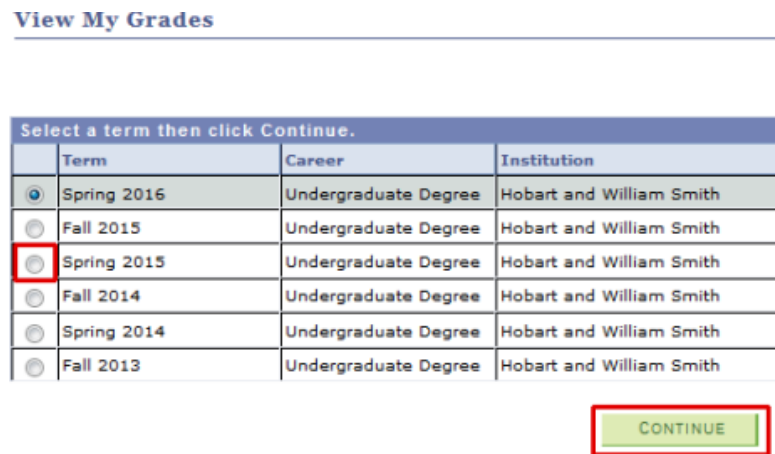 View My Grades
Select a term then click Continue.
Term Career Institution
Spring 2016 Undergraduate Degree Hobart and William Smith
Fall 2015 Undergraduate Degree Hobart and William Smith
Spring 2015 Undergraduate Degree Hobart and William Smith
Fall 2014 Undergraduate Degree Hobart and William Smith
Spring 2014 Undergraduate Degree Hobart and William Smith
Fall 2013 Undergraduate Degree Hobart and William Smith
CONTINUE